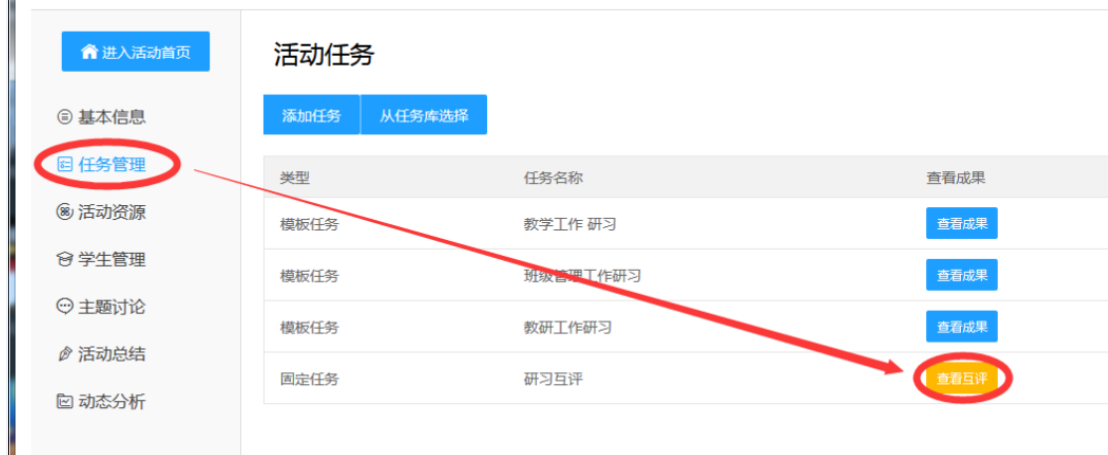 进入活动首页
活动任务
基本信息
添加任务 从任务库选择
任务管理
类型 任务名称 查看成果
活动资源
模板任务 教学工作 研习 查看成果
学生管理
模板任务 班级管理工作研习 查看成果
主题讨论
模板任务 教研工作研习 查看成果
活动总结
固定任务 研习互评 查看互评
动态分析